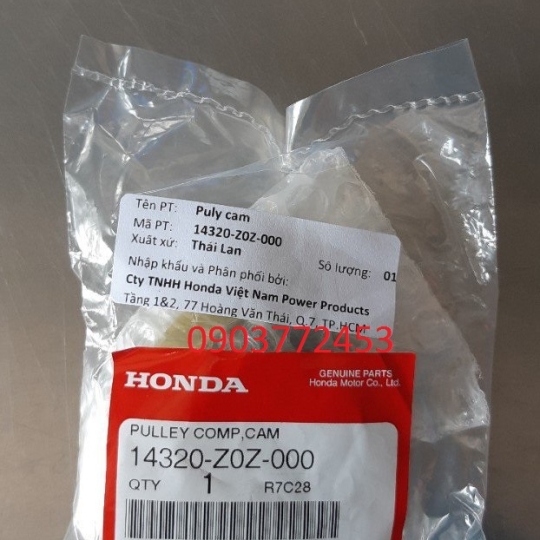 Tên PT: Puly cam
Mã PT: 14320-Z0Z-000
Xuất xứ: Thái Lan
Số lượng: 01
Nhập khẩu và Phân phối bởi:
Cty TNHH Honda Việt Nam Power Products
Tầng 1&2, 77 Hoàng Văn Thái, Q.7, TP.HCM
0903772453
HONDA
GENUINE PARTS
Honda Motor Co., Ltd.
PULLEY COMP,CAM
14320-Z0Z-000
QTY 1 R7C28